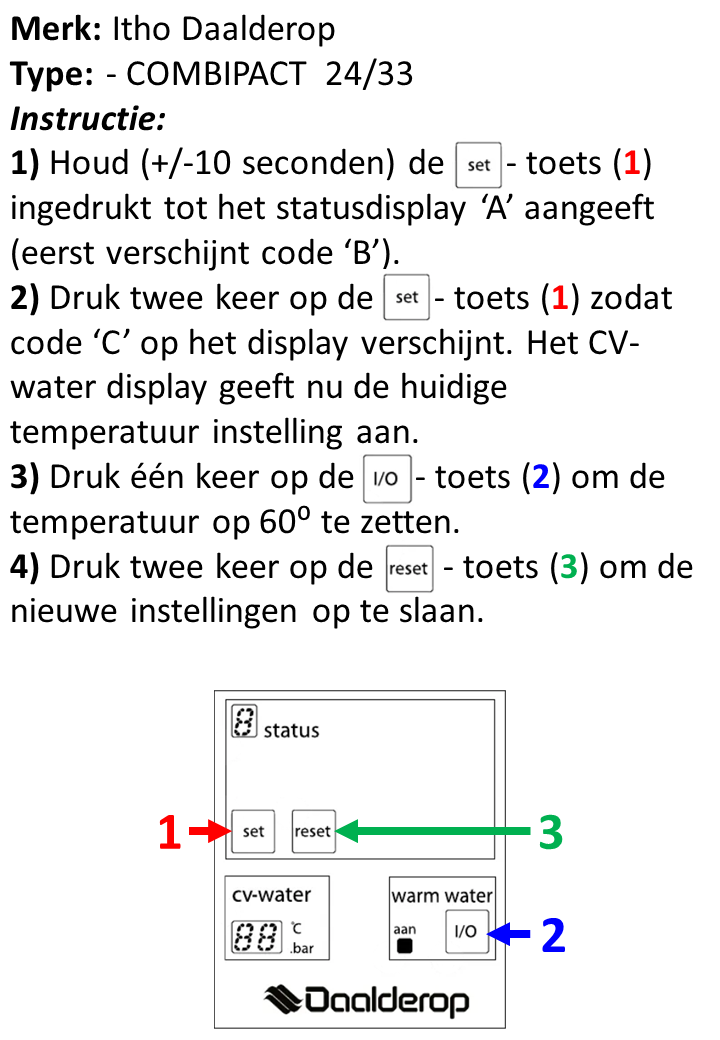 Merk: Itho Daalderop
Type: - COMBIPACT 24/33
Instructie:
1) Houd (+/-10 seconden) de set - toets (1)
ingedrukt tot het statusdisplay ‘A’ aangeeft
(eerst verschijnt code ‘B’).
2) Druk twee keer op de set - toets (1) zodat
code ‘C’ op het display verschijnt. Het CV-
water display geeft nu de huidige
temperatuur instelling aan.
3) Druk één keer op de I/O - toets (2) om de
temperatuur op 60⁰ te zetten.
4) Druk twee keer op de reset - toets (3) om de
nieuwe instellingen op te slaan.
8 status
1 set reset 3
cv-water
88 °C
.bar
warm water
aan I/O 2
Daalderop